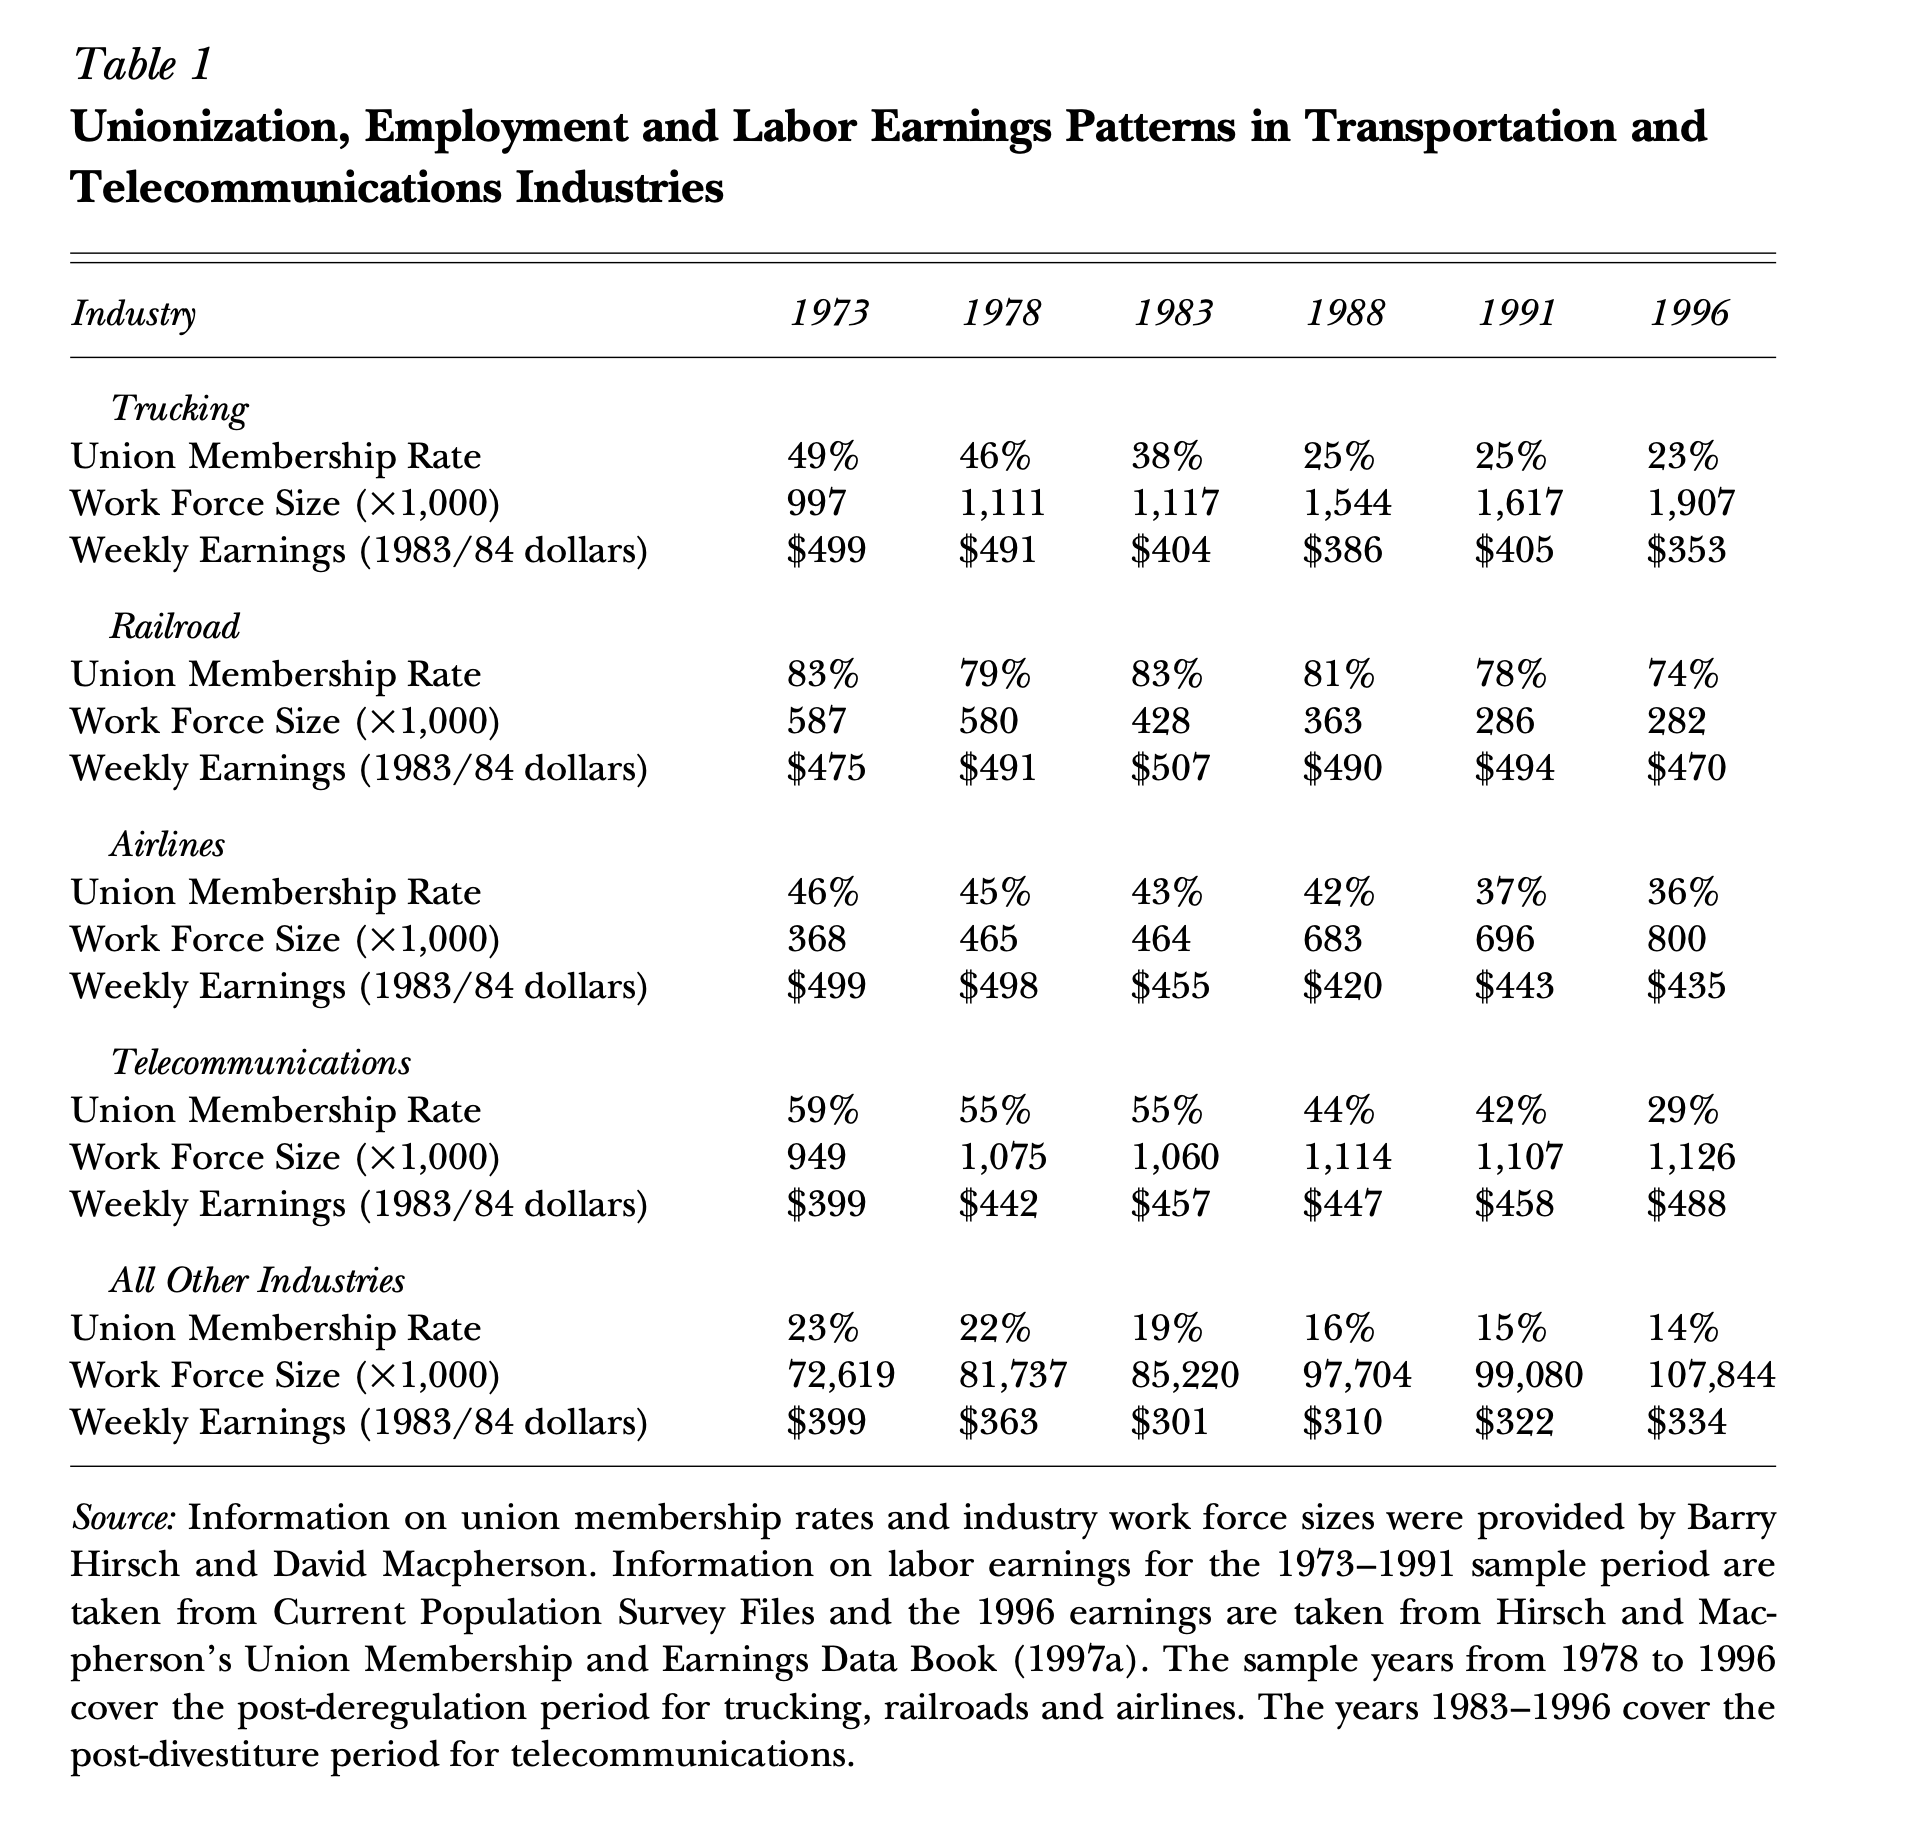 Table 1
Unionization, Employment and Labor Earnings Patterns in Transportation and
Telecommunications Industries
Industry 1973 1978 1983 1988 1991 1996
Trucking
Union Membership Rate 49% 46% 38% 25% 25% 23%
Work Force Size (×1,000) 997 1,111 1,117 1,544 1,617 1,907
Weekly Earnings (1983/84 dollars) $499 $491 $404 $386 $405 $353
Railroad
Union Membership Rate 83% 79% 83% 81% 78% 74%
Work Force Size (×1,000) 587 580 428 363 286 282
Weekly Earnings (1983/84 dollars) $475 $491 $507 $490 $494 $470
Airlines
Union Membership Rate 46% 45% 43% 42% 37% 36%
Work Force Size (×1,000) 368 465 464 683 696 800
Weekly Earnings (1983/84 dollars) $499 $498 $455 $420 $443 $435
Telecommunications
Union Membership Rate 59% 55% 55% 44% 42% 29%
Work Force Size (×1,000) 949 1,075 1,060 1,114 1,107 1,126
Weekly Earnings (1983/84 dollars) $399 $442 $457 $447 $458 $488
All Other Industries
Union Membership Rate 23% 22% 19% 16% 15% 14%
Work Force Size (×1,000) 72,619 81,737 85,220 97,704 99,080 107,844
Weekly Earnings (1983/84 dollars) $399 $363 $301 $310 $322 $334
Source: Information on union membership rates and industry work force sizes were provided by Barry
Hirsch and David Macpherson. Information on labor earnings for the 1973–1991 sample period are
taken from Current Population Survey Files and the 1996 earnings are taken from Hirsch and Mac-
pherson’s Union Membership and Earnings Data Book (1997a). The sample years from 1978 to 1996
cover the post-deregulation period for trucking, railroads and airlines. The years 1983–1996 cover the
post-divestiture period for telecommunications.